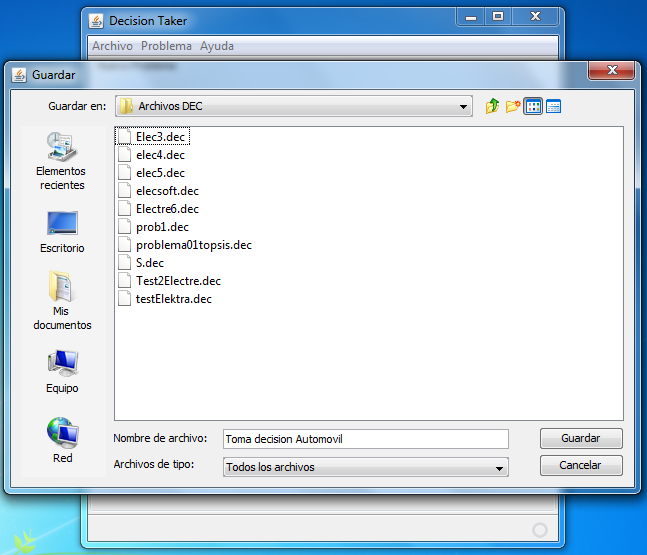 Decision Taker
Archivo Problema Ayuda
Guardar
Guardar en: Archivos DEC
Elementos
recientes
Escritorio
Mis
documentos
Equipo
Red
Elec3.dec
elec4.dec
elec5.dec
elecsoft.dec
Electre6.dec
prob1.dec
problema01topsis.dec
S.dec
Test2Electre.dec
testElektra.dec
Nombre de archivo: Toma decision Automovil
Guardar
Archivos de tipo: Todos los archivos
Cancelar